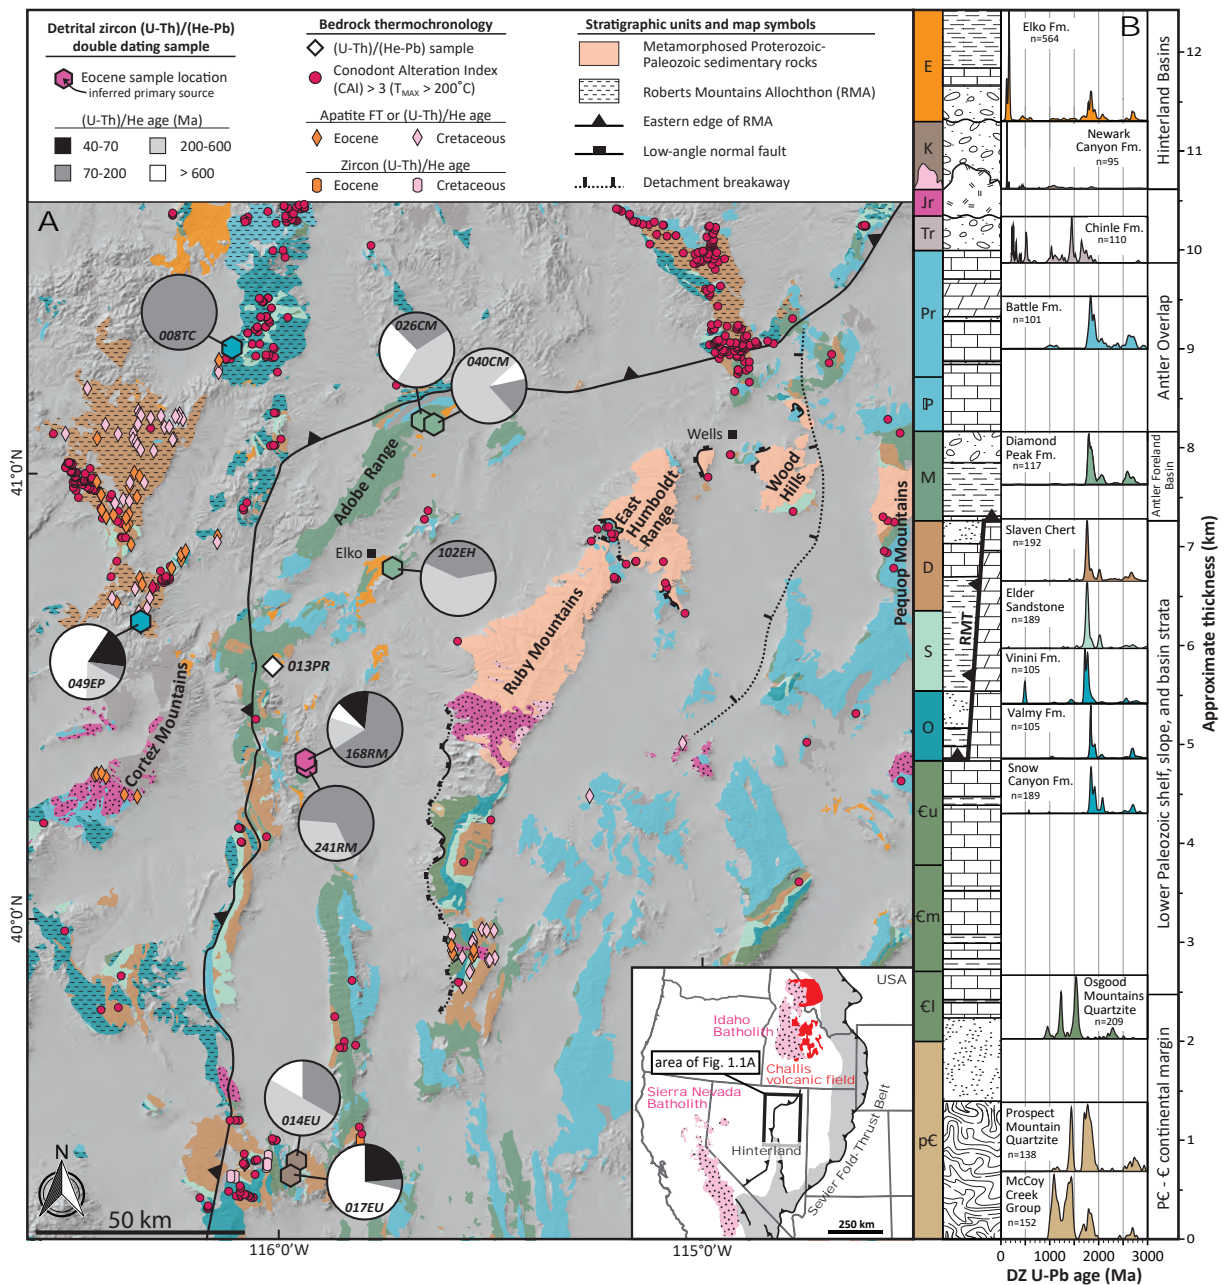 Detrital zircon (U-Th)/(He-Pb)
double dating sample
Eocene sample location
inferred primary source
(U-Th)/He age (Ma)
40-70
200-600
70-200
> 600
Bedrock thermochronology
(U-Th)/(He-Pb) sample
Conodont Alteration Index
(CAI) > 3 (TMAX > 200˚C)
Apatite FT or (U-Th)/He age
Eocene
Cretaceous
Zircon (U-Th)/He age
Eocene
Cretaceous
Stratigraphic units and map symbols
Metamorphosed Proterozoic-
Paleozoic sedimentary rocks
Roberts Mountains Allochthon (RMA)
Eastern edge of RMA
Low-angle normal fault
Detachment breakaway
A
008TC
026CM
040CM
Wells
Adobe Range
Wood
Hills
East
Humboldt
Range
Pequop Mountains
Elko
102EH
Ruby Mountains
049EP
013PR
Cortez Mountains
168RM
241RM
014EU
017EU
41°0'N
40°0'N
N
50 km
116°0'W
115°0'W
USA
Idaho
Batholith
area of Fig. 1.1A
Challis
volcanic field
Sierra Nevada
Batholith
Hinterland
Sevier Fold-Thrust Belt
250 km
B
E
K
Jr
Tr
Pr
ℙ
M
D
S
O
Єu
Єm
Єl
pЄ
RMT
Elko Fm.
n=564
Newark
Canyon Fm.
n=95
Chinle Fm.
n=110
Battle Fm.
n=101
Diamond
Peak Fm.
n=117
Slaven Chert
n=192
Elder
Sandstone
n=189
Vinini Fm.
n=105
Valmy Fm.
n=105
Snow
Canyon Fm.
n=189
Osgood
Mountains
Quartzite
n=209
Prospect
Mountain
Quartzite
n=138
McCoy
Creek
Group
n=152
0
1000
2000
3000
DZ U-Pb age (Ma)
Hinterland Basins
Antler Overlap
Antler Foreland
Basin
Lower Paleozoic shelf, slope, and basin strata
PЄ - Є continental margin
12
11
10
9
8
7
6
5
4
3
2
1
0
Approximate thickness (km)